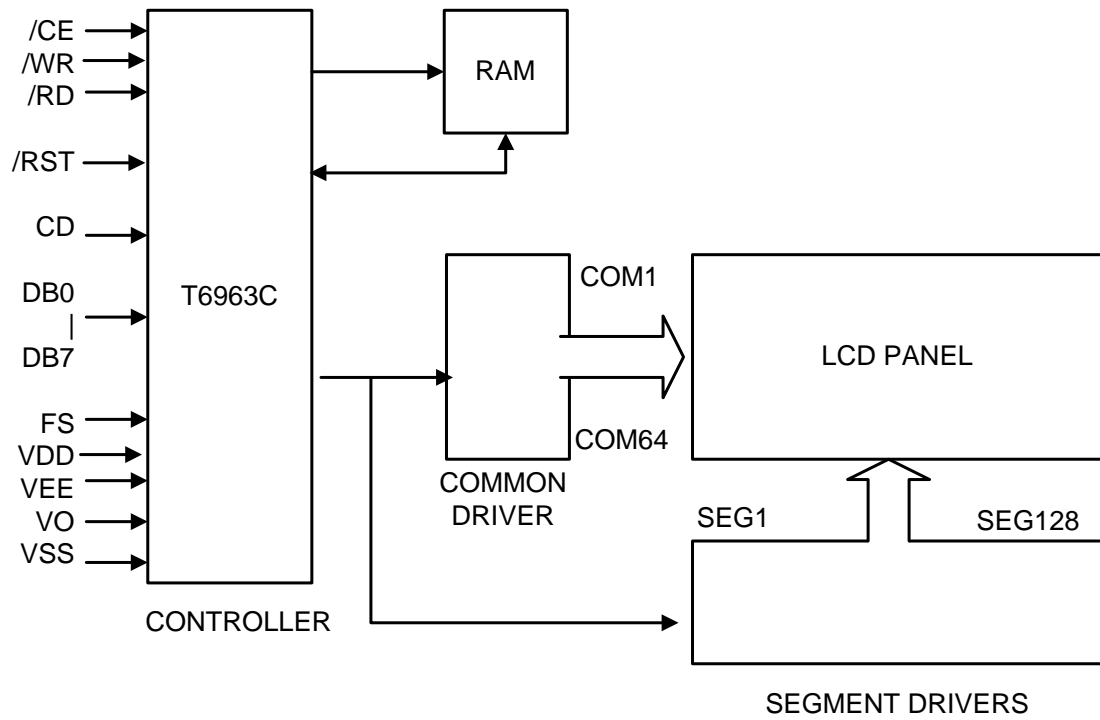 /CE
/WR
/RD
/RST
CD
DB0
|
DB7
FS
VDD
VEE
VO
VSS
T6963C
CONTROLLER
RAM
COM1
COM64
COMMON
DRIVER
LCD PANEL
SEG1
SEG128
SEGMENT DRIVERS